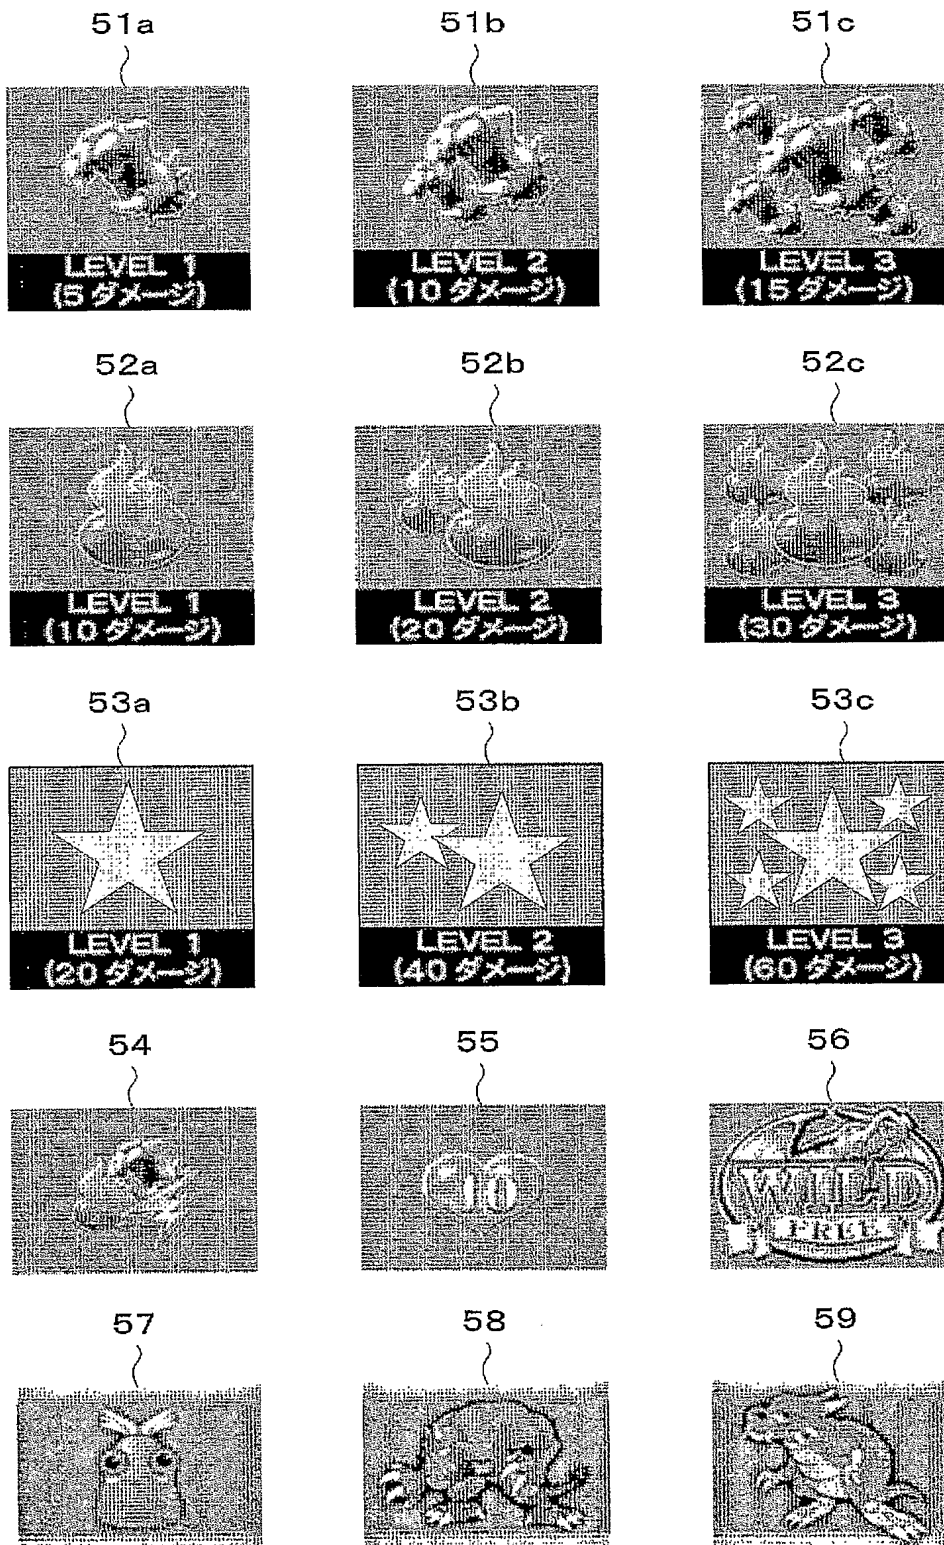 51a 51b 51c
LEVEL 1 LEVEL 2 LEVEL 3
(5 ダメージ) (10 ダメージ) (15 ダメージ)
52a 52b 52c
LEVEL 1 LEVEL 2 LEVEL 3
(10 ダメージ) (20 ダメージ) (30 ダメージ)
53a 53b 53c
LEVEL 1 LEVEL 2 LEVEL 3
(20 ダメージ) (40 ダメージ) (60 ダメージ)
54 55 56
10 WILD
FREE
57 58 59